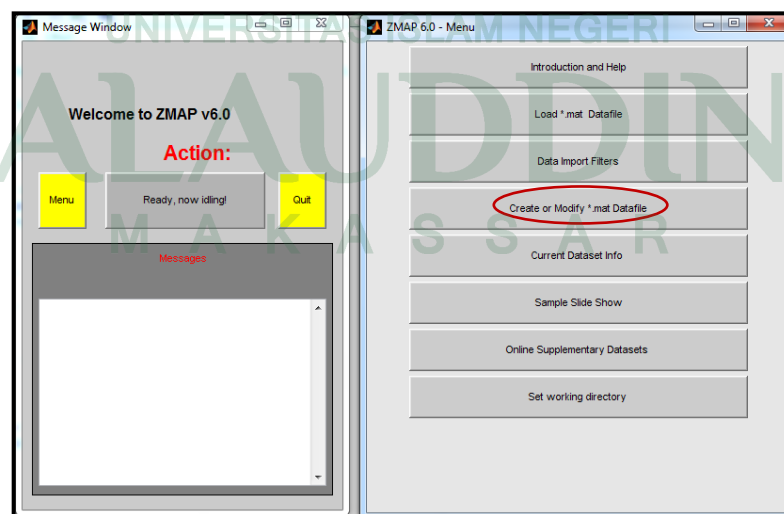 Message Window
Welcome to ZMAP v6.0
Action:
Menu
Ready, now idling!
Quit
Messages
ZMAP 6.0 - Menu
Introduction and Help
Load *.mat Datafile
Data Import Filters
Create or Modify *.mat Datafile
Current Dataset Info
Sample Slide Show
Online Supplementary Datasets
Set working directory
UNIVERSITAS ISLAM NEGERI
ALAUDDIN
MAKASSAR